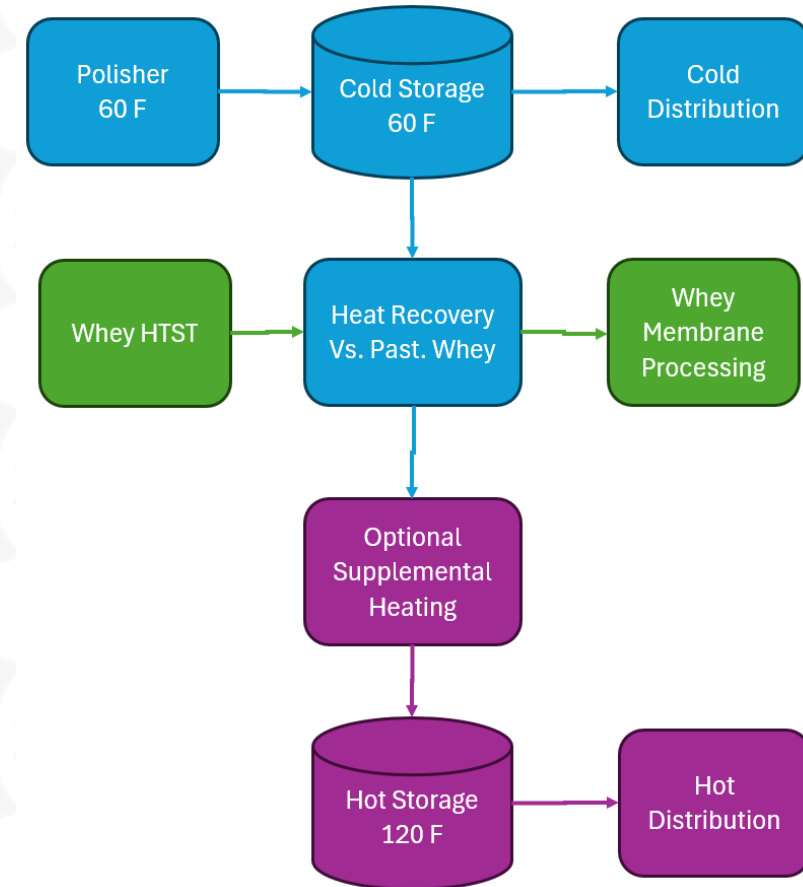 Polisher
60 F
Cold Storage
60 F
Cold
Distribution
Whey HTST
Heat Recovery
Vs. Past. Whey
Whey
Membrane
Processing
Optional
Supplemental
Heating
Hot Storage
120 F
Hot
Distribution